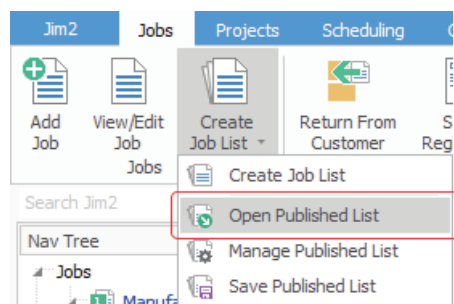 Jim2 Jobs Projects Scheduling
Add Job
View/Edit Job
Create Job List
Return From Customer
Jobs
Create Job List
Search Jim2
Open Published List
Nav Tree
Manage Published List
Jobs
Save Published List